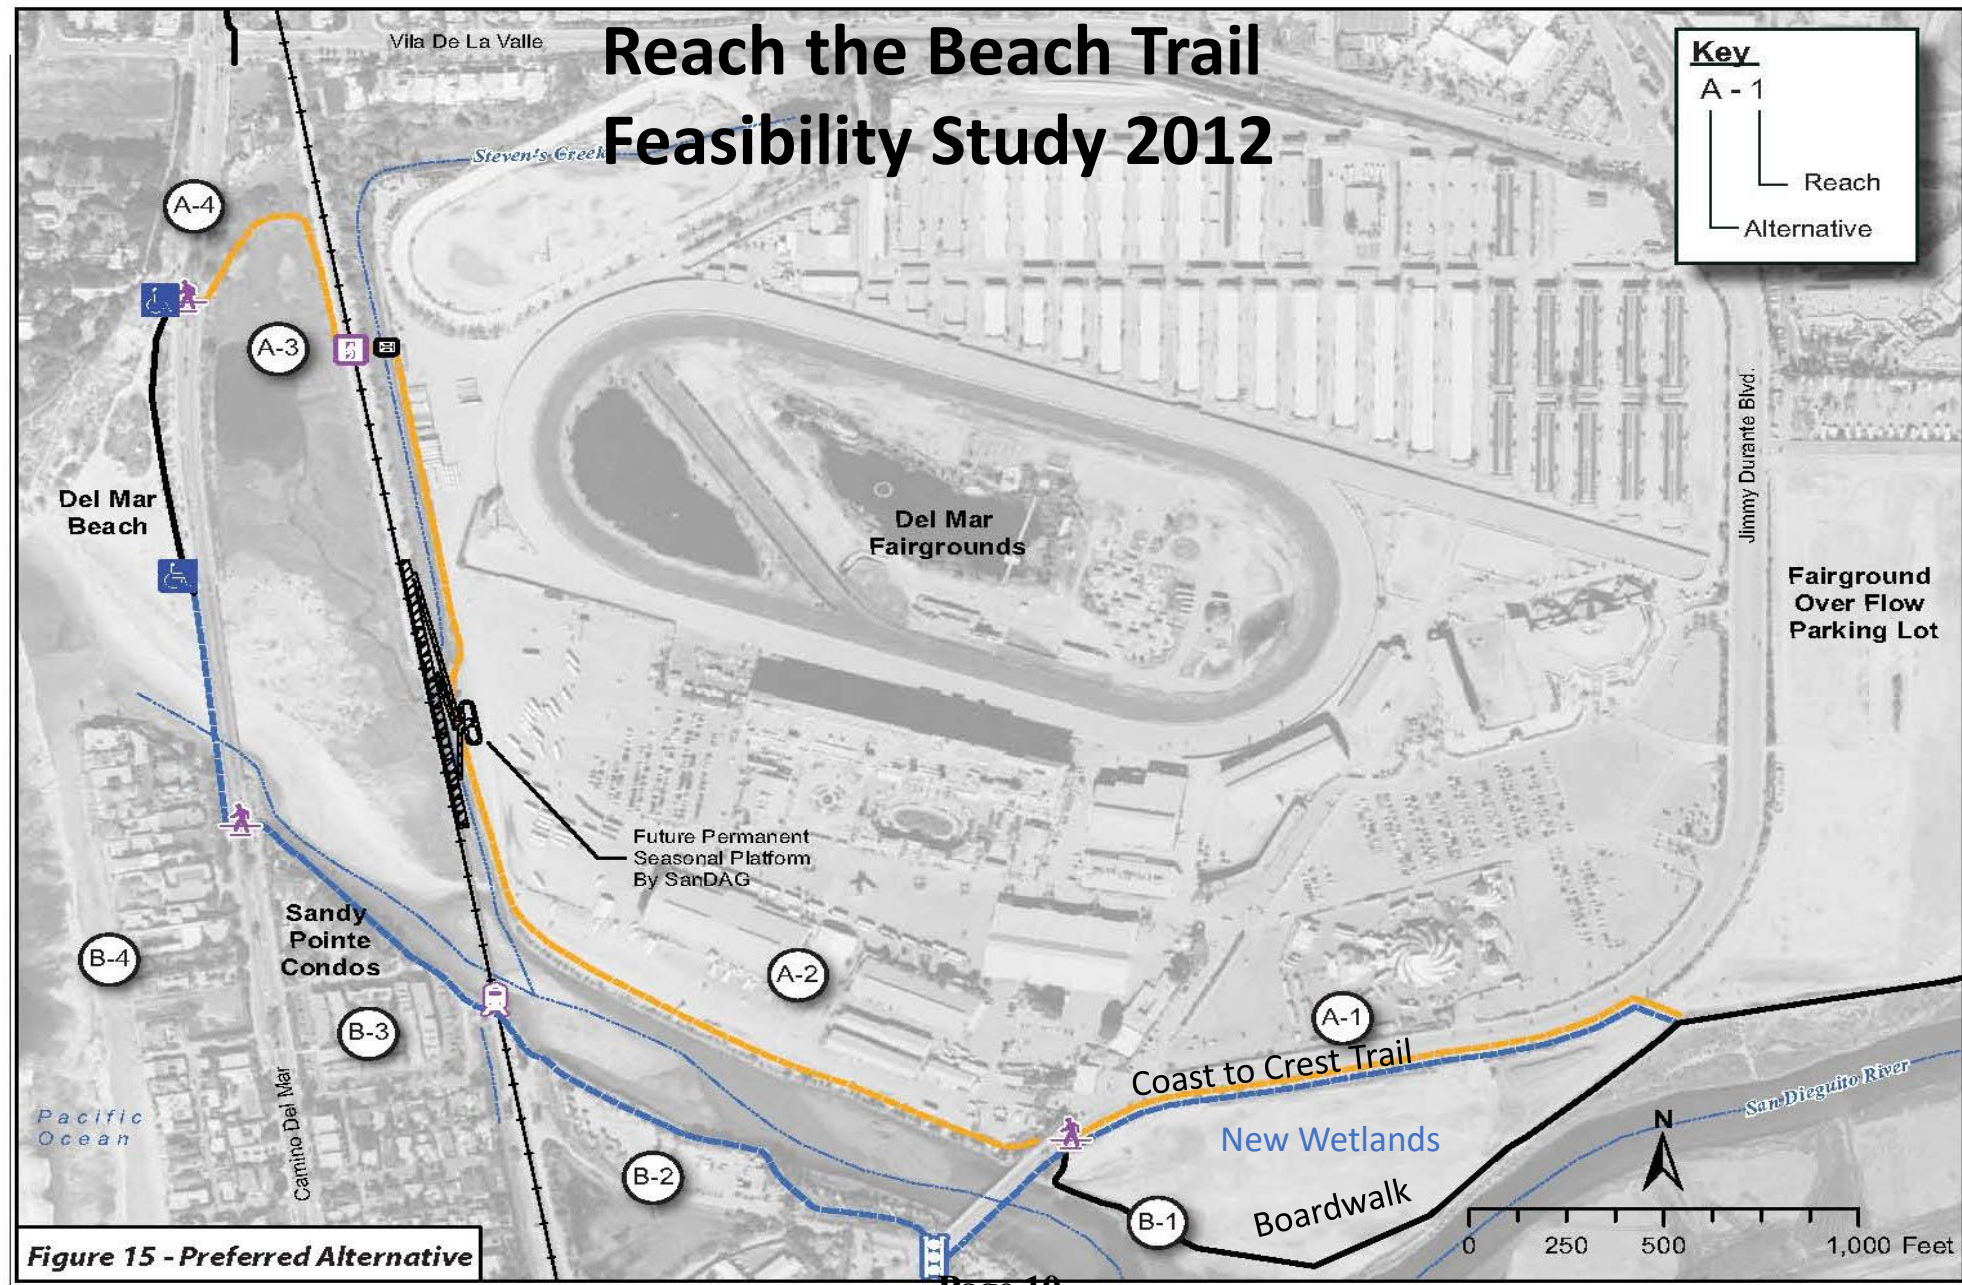 Reach the Beach Trail
Feasibility Study 2012
Vila De La Valle
Steven's Creek
Key
A - 1
Reach
Alternative
A-4
A-3
Del Mar
Beach
Del Mar
Fairgrounds
Jimmy Durante Blvd.
Fairground
Over Flow
Parking Lot
Future Permanent
Seasonal Platform
By SanDAG
Sandy
Pointe
Condos
B-4
B-3
A-2
A-1
Coast to Crest Trail
New Wetlands
Boardwalk
San Dieguito River
Pacific
Ocean
Camino Del Mar
B-2
B-1
N
0 250 500 1,000 Feet
Figure 15 - Preferred Alternative
Page 10